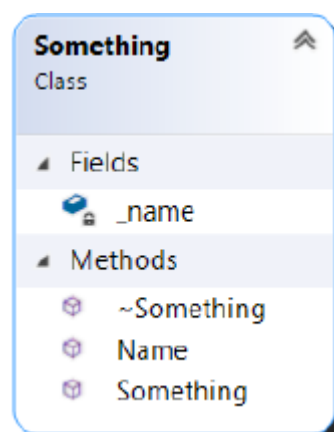 Something
Class
Fields
_name
Methods
~Something
Name
Something